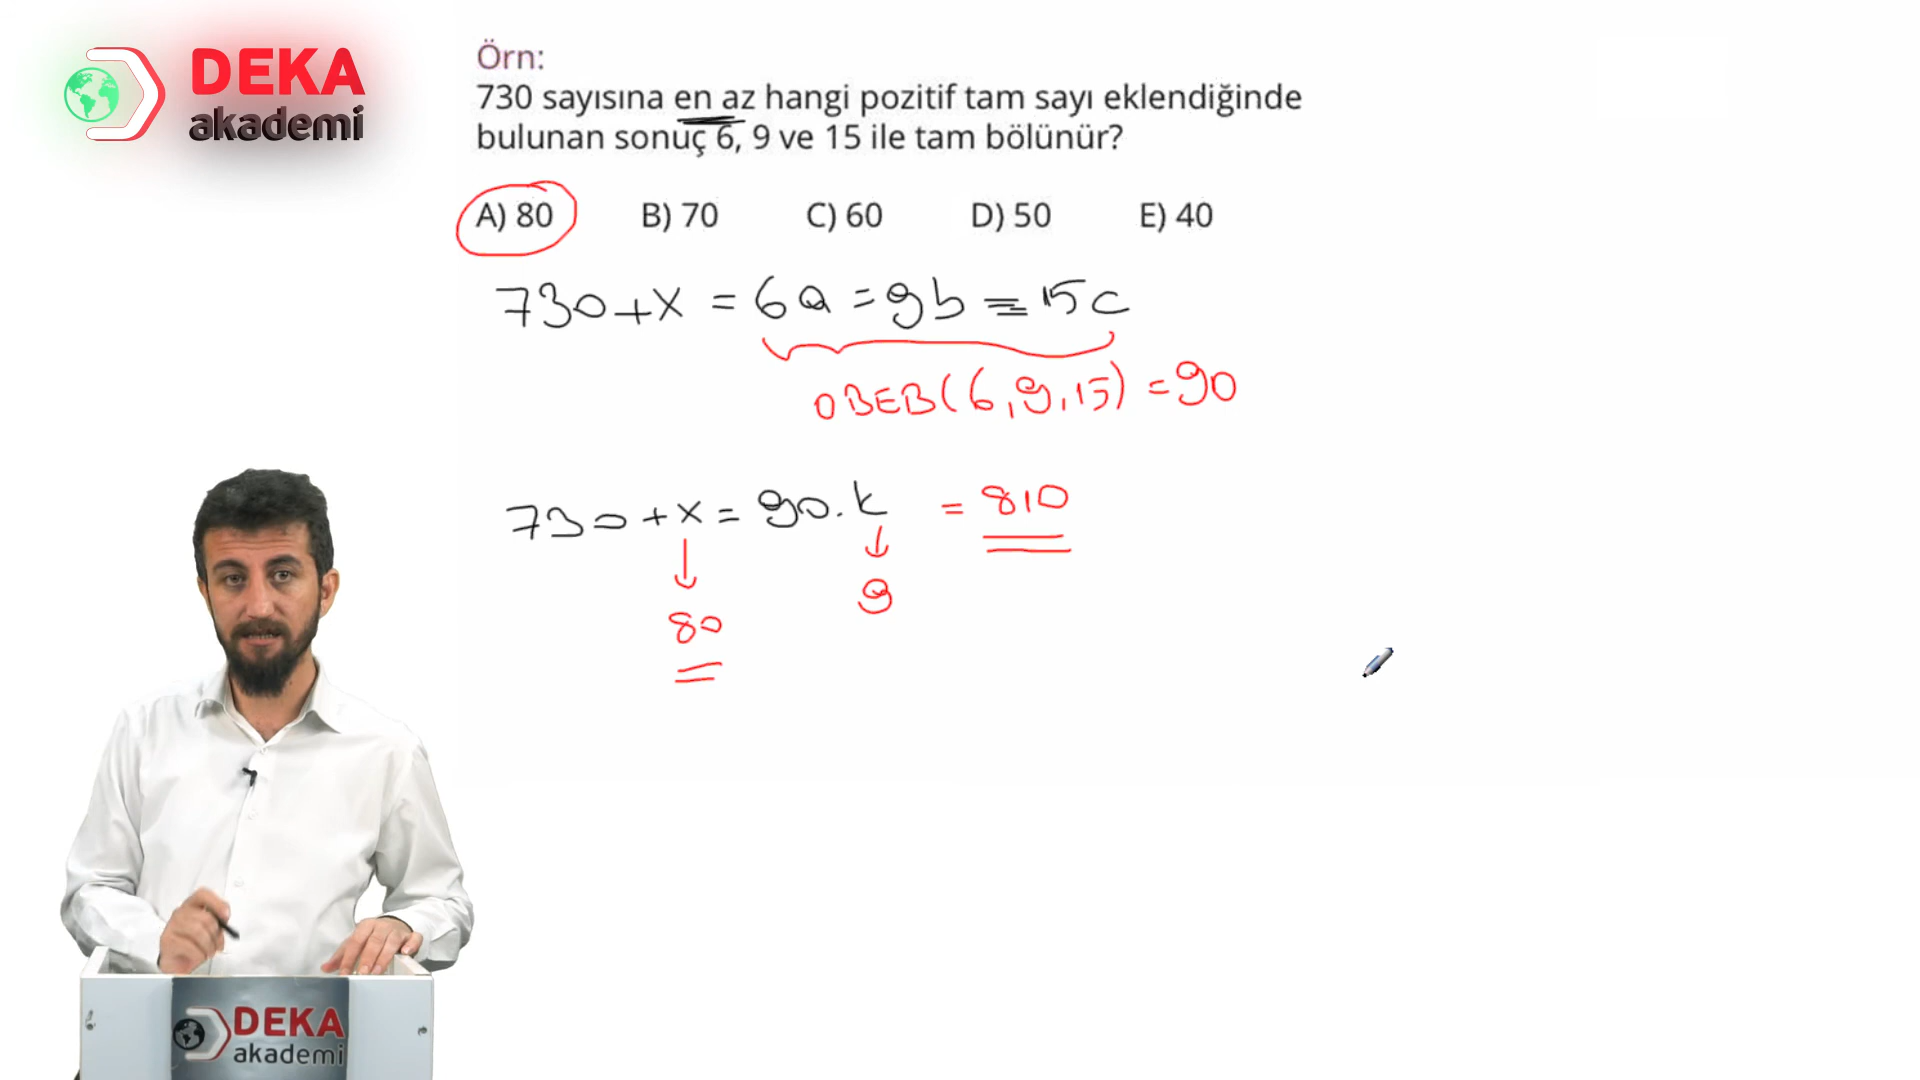 DEKA
akademi
Örn:
730 sayısına en az hangi pozitif tam sayı eklendiğinde
bulunan sonuç 6, 9 ve 15 ile tam bölünür?
A) 80 B) 70 C) 60 D) 50 E) 40
730+x = 6a = 9b = 15c
OBEB(6,9,15) = 90
730 + x = 90.k = 810
80 9
DEKA
akademi